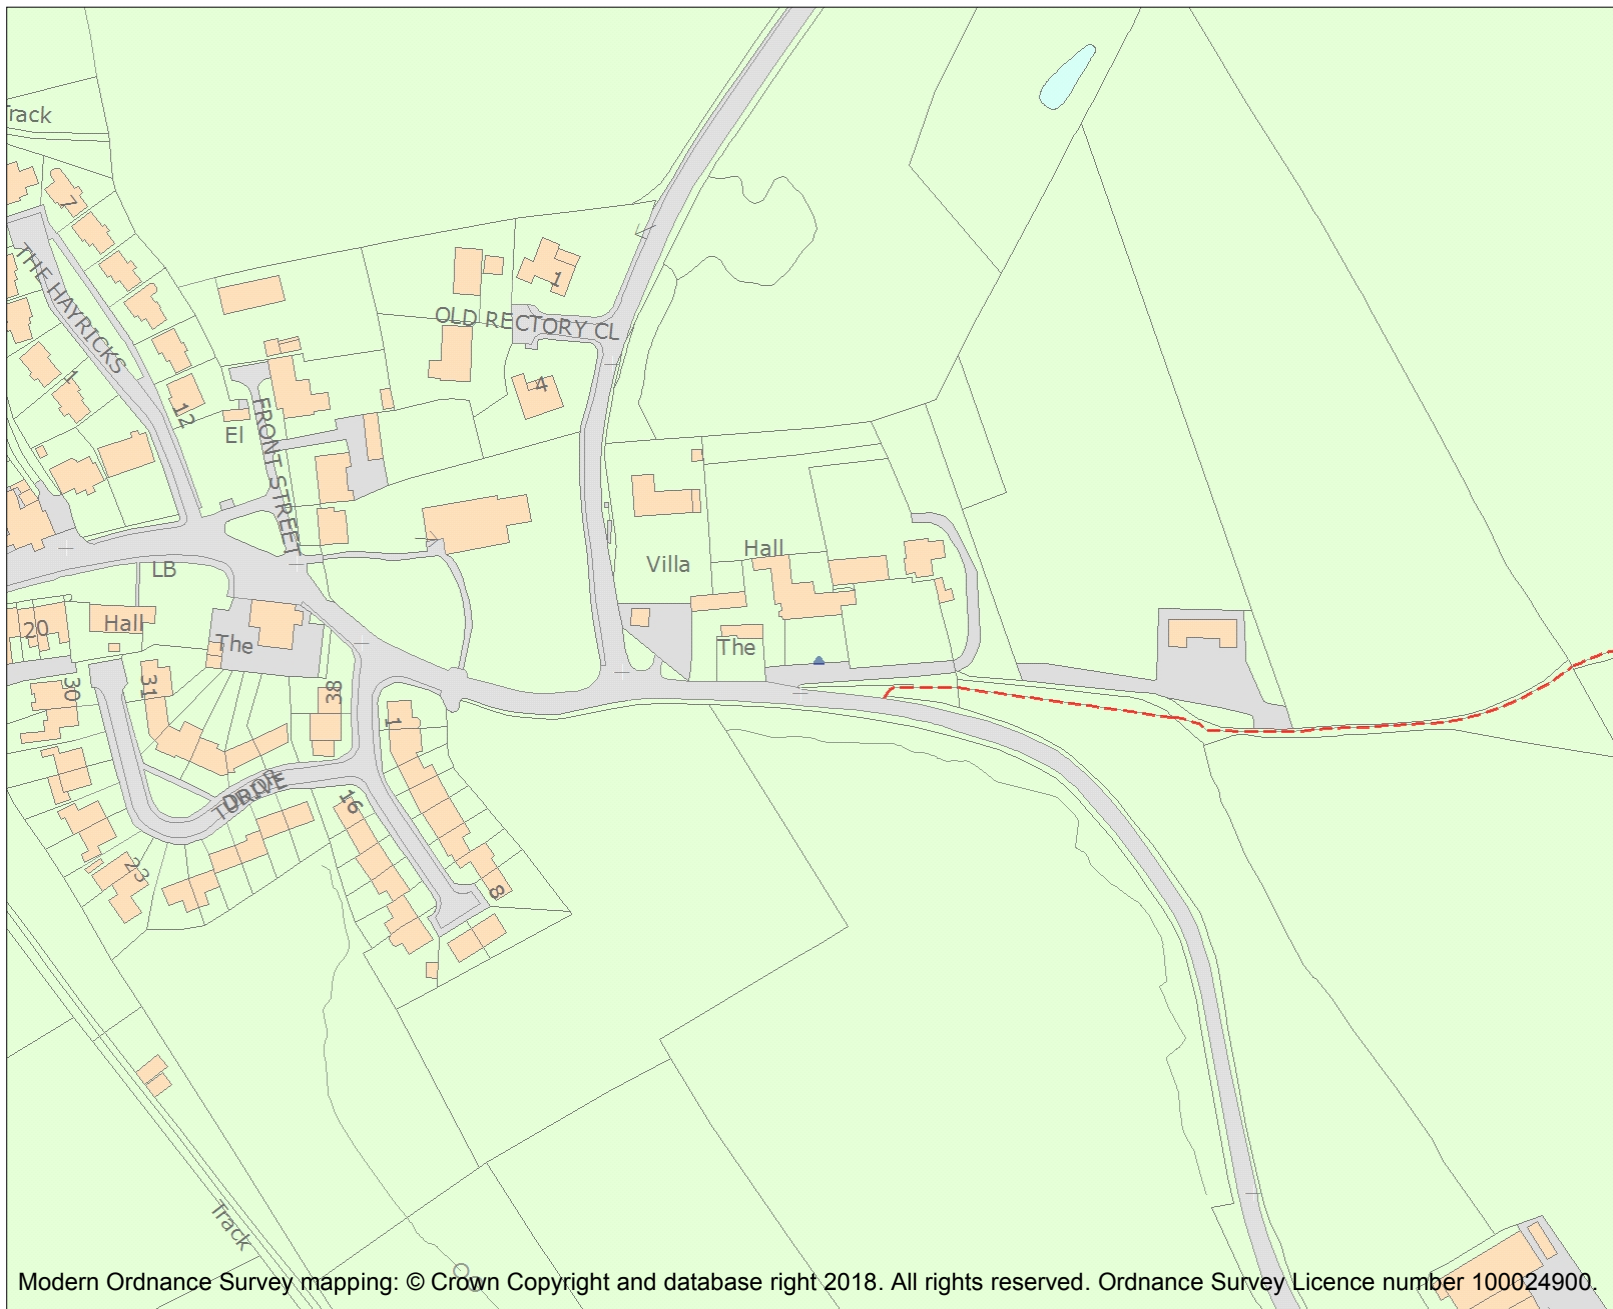 Track
7
THE HAYRICKS
1
OLD RECTORY CL
1
4
12
El
FRONT STREET
LB
Villa
Hall
20
Hall
The
The
30
31
38
1
DRIVE
16
23
8
Track
Modern Ordnance Survey mapping: © Crown Copyright and database right 2018. All rights reserved. Ordnance Survey Licence number 100024900.